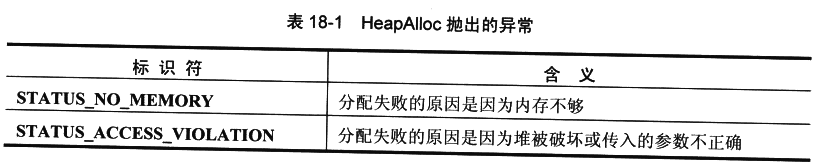 表 18-1 HeapAlloc 抛出的异常
标 识 符 含 义
STATUS_NO_MEMORY 分配失败的原因是因为内存不够
STATUS_ACCESS_VIOLATION 分配失败的原因是因为堆被破坏或传入的参数不正确